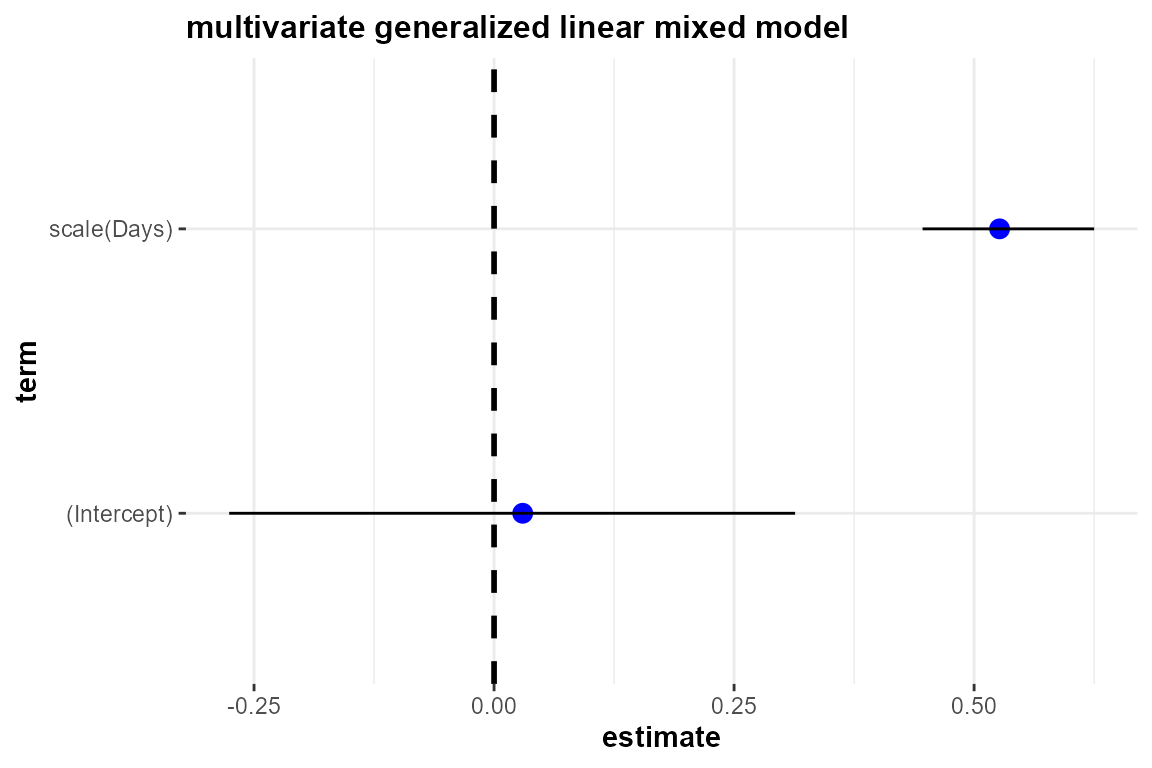 multivariate generalized linear mixed model
term
scale(Days)
(Intercept)
-0.25
0.00
0.25
0.50
estimate